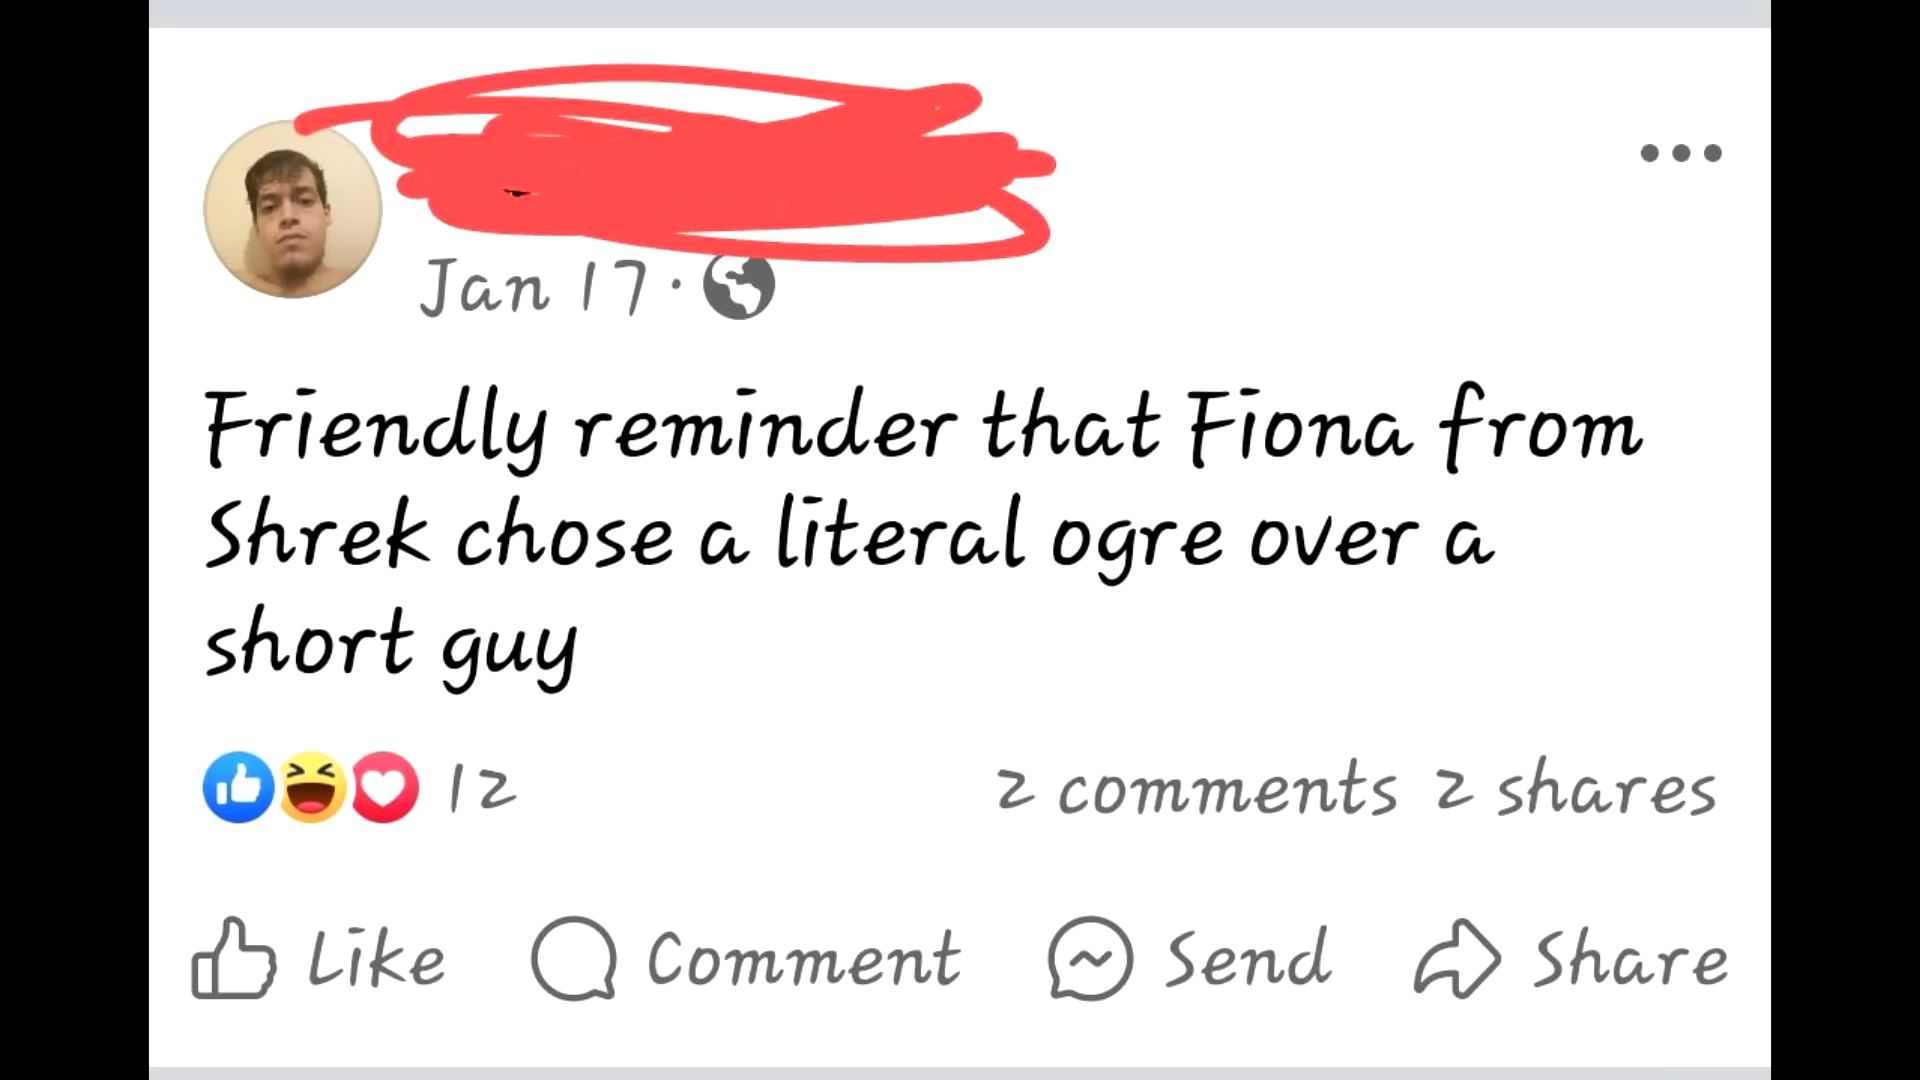 Jan 17 ·
Friendly reminder that Fiona from
Shrek chose a literal ogre over a
short guy
12 2 comments 2 shares
Like Comment Send Share